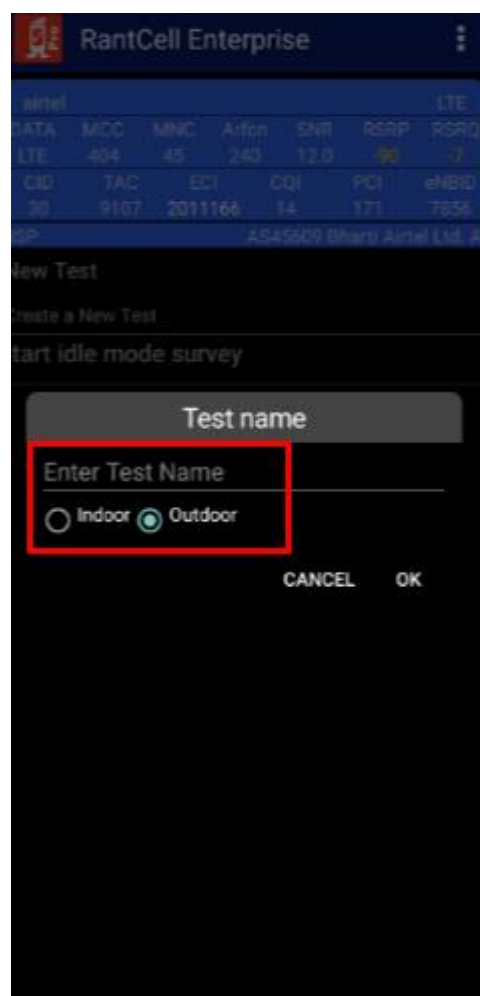 Pro RantCell Enterprise
airtel LTE
DATA MCC MNC Arfcn SNR RSRP RSRQ
LTE 404 45 240 12.0 -90 -7
CID TAC ECI CQI PCI eNBID
30 9107 2011166 14 171 7856
ISP AS45609 Bharti Airtel Ltd. A
New Test
Create a New Test
tart idle mode survey
Test name
Enter Test Name
Indoor Outdoor
CANCEL OK